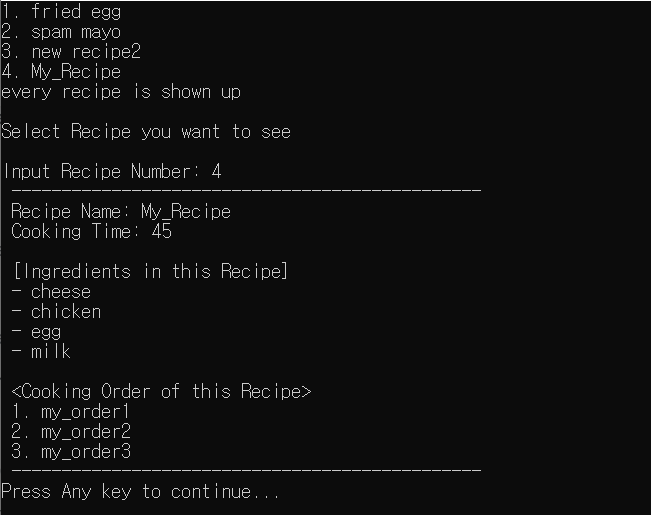 1. fried egg
2. spam mayo
3. new recipe2
4. My_Recipe
every recipe is shown up
Select Recipe you want to see
Input Recipe Number: 4
-----------------------------------------------
Recipe Name: My_Recipe
Cooking Time: 45
[Ingredients in this Recipe]
- cheese
- chicken
- egg
- milk
<Cooking Order of this Recipe>
1. my_order1
2. my_order2
3. my_order3
-----------------------------------------------
Press Any key to continue...